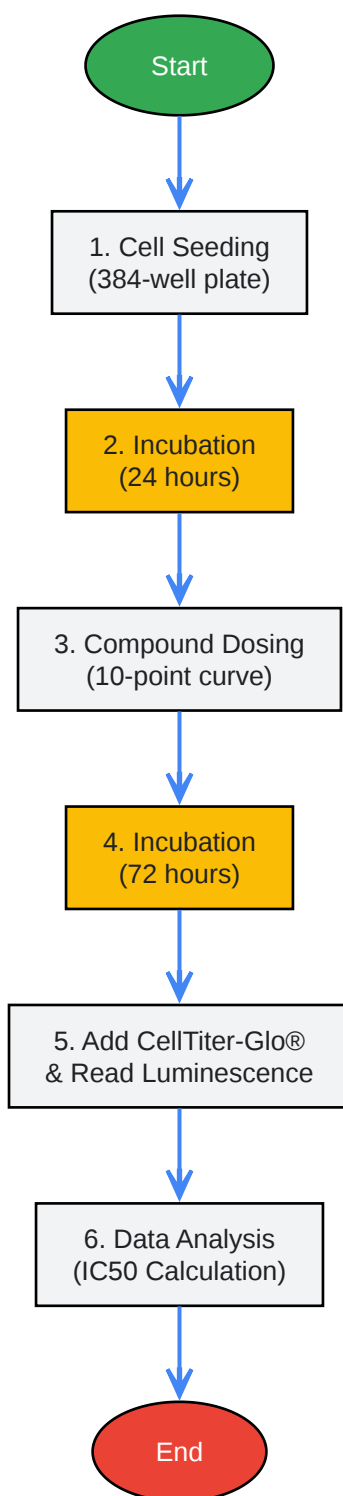 Start
1. Cell Seeding
(384-well plate)
2. Incubation
(24 hours)
3. Compound Dosing
(10-point curve)
4. Incubation
(72 hours)
5. Add CellTiter-Glo®
& Read Luminescence
6. Data Analysis
(IC50 Calculation)
End